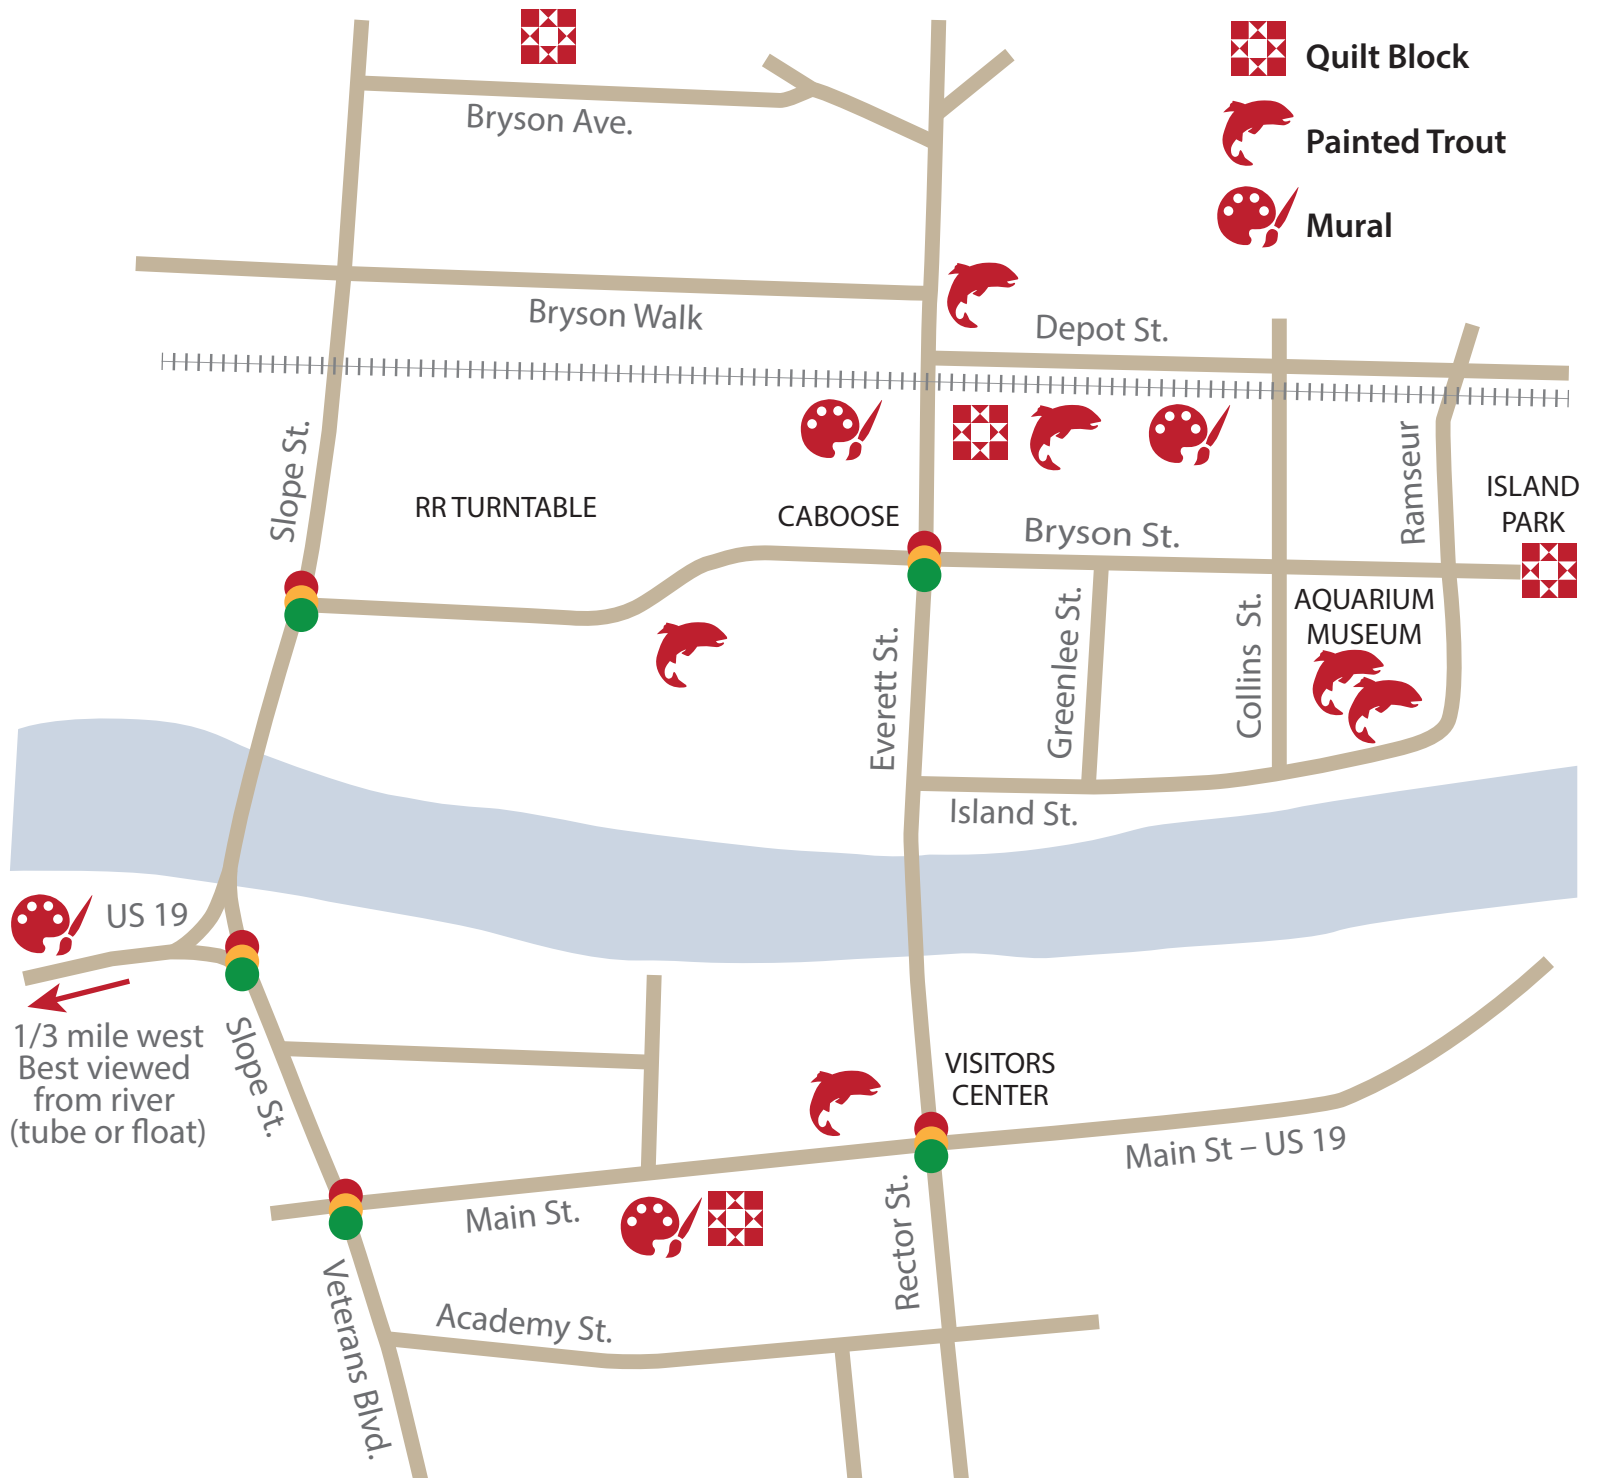 Quilt Block
Painted Trout
Mural
Bryson Ave.
Bryson Walk
Depot St.
Slope St.
RR TURNTABLE
CABOOSE
Bryson St.
Ramseur
ISLAND
PARK
AQUARIUM
MUSEUM
Everett St.
Greenlee St.
Collins St.
Island St.
US 19
1/3 mile west
Best viewed
from river
(tube or float)
Slope St.
VISITORS
CENTER
Main St – US 19
Main St.
Rector St.
Academy St.
Veterans Blvd.